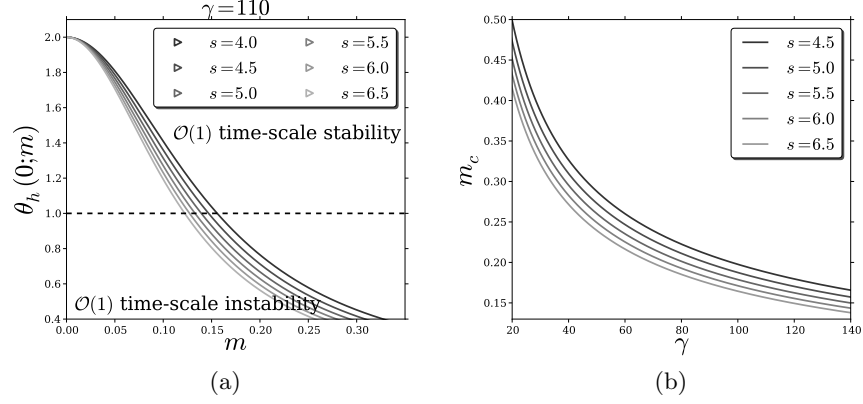 γ=110
2.0
1.8
1.6
1.4
1.2
1.0
0.8
0.6
0.4
θ_h(0;m)
s=4.0
s=4.5
s=5.0
s=5.5
s=6.0
s=6.5
𝒪(1) time-scale stability
𝒪(1) time-scale instability
0.00 0.05 0.10 0.15 0.20 0.25 0.30
m
(a)
0.50
0.45
0.40
0.35
0.30
0.25
0.20
0.15
m_c
s=4.5
s=5.0
s=5.5
s=6.0
s=6.5
20 40 60 80 100 120 140
γ
(b)